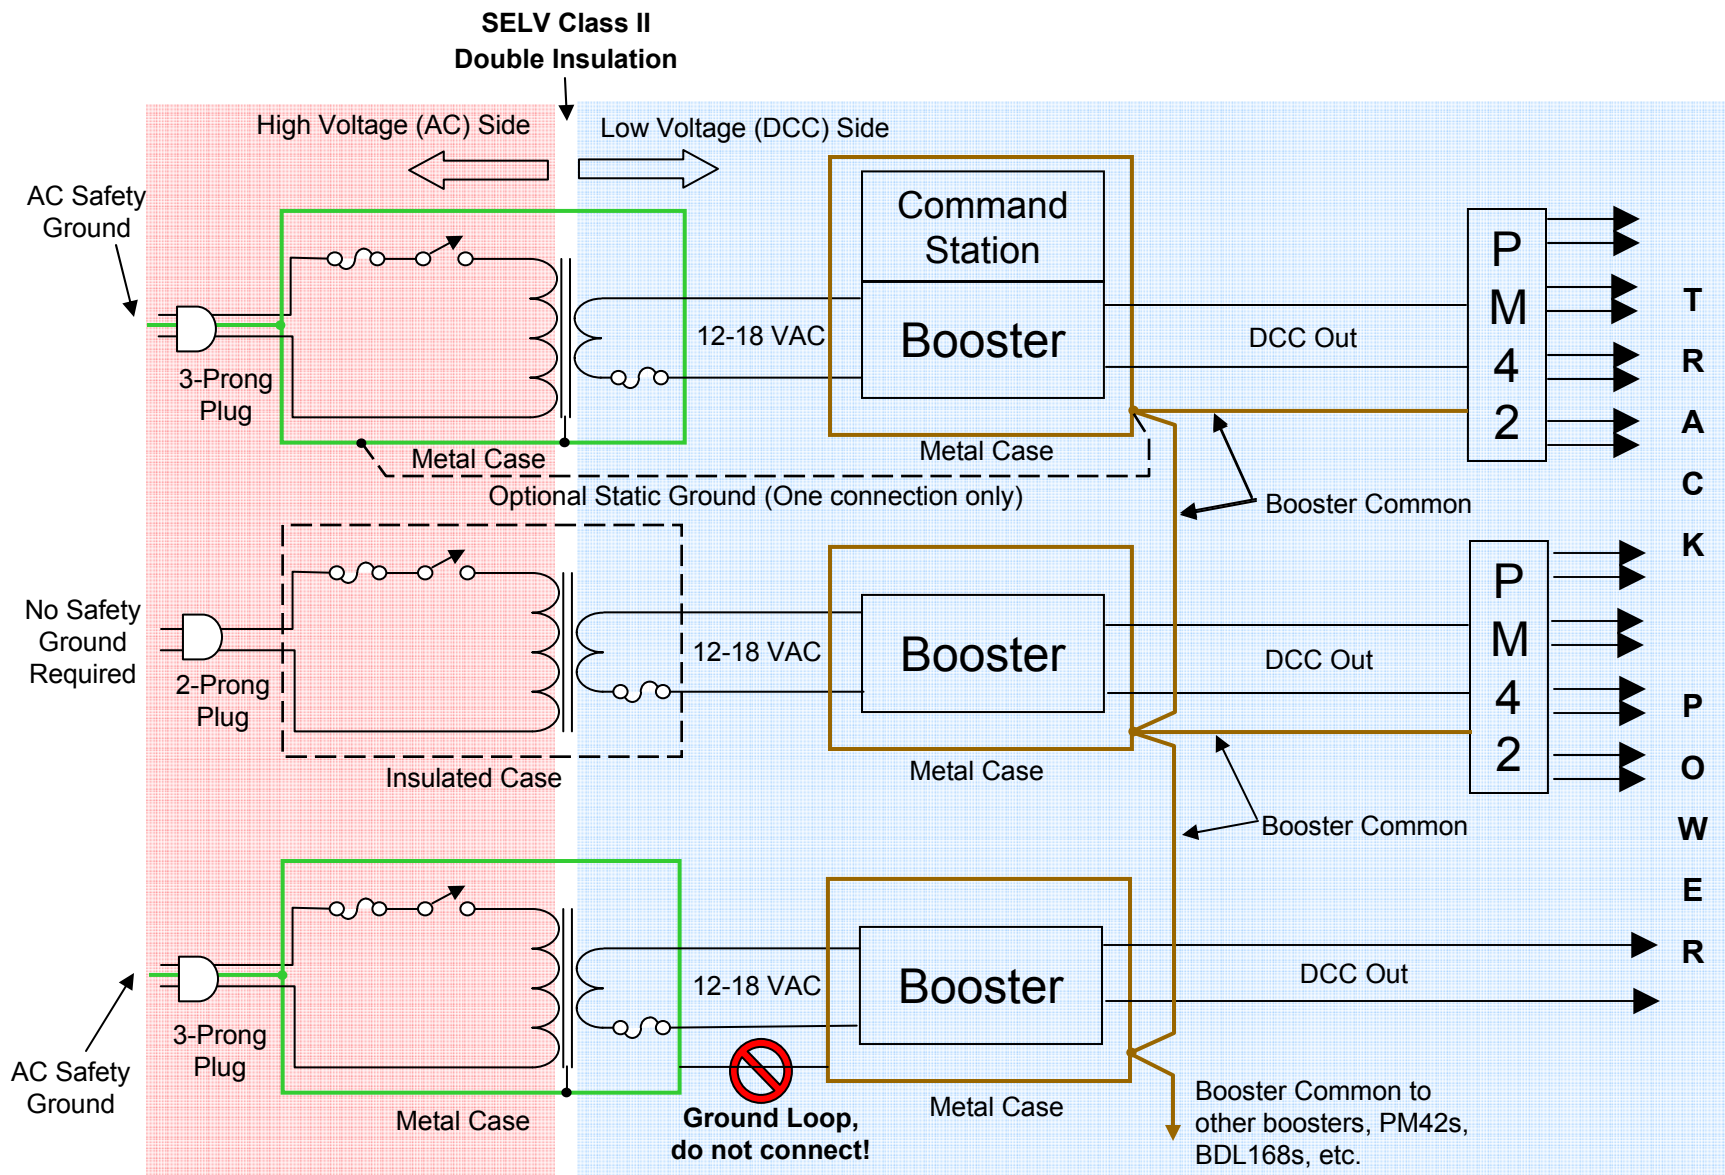 SELV Class II
Double Insulation
High Voltage (AC) Side
Low Voltage (DCC) Side
AC Safety
Ground
3-Prong
Plug
Metal Case
12-18 VAC
Command
Station
Booster
Metal Case
DCC Out
P
M
4
2
Optional Static Ground (One connection only)
Booster Common
No Safety
Ground
Required
2-Prong
Plug
Insulated Case
12-18 VAC
Booster
Metal Case
DCC Out
P
M
4
2
Booster Common
AC Safety
Ground
3-Prong
Plug
Metal Case
12-18 VAC
Ground Loop,
do not connect!
Booster
Metal Case
DCC Out
Booster Common to
other boosters, PM42s,
BDL168s, etc.
T
R
A
C
K
P
O
W
E
R